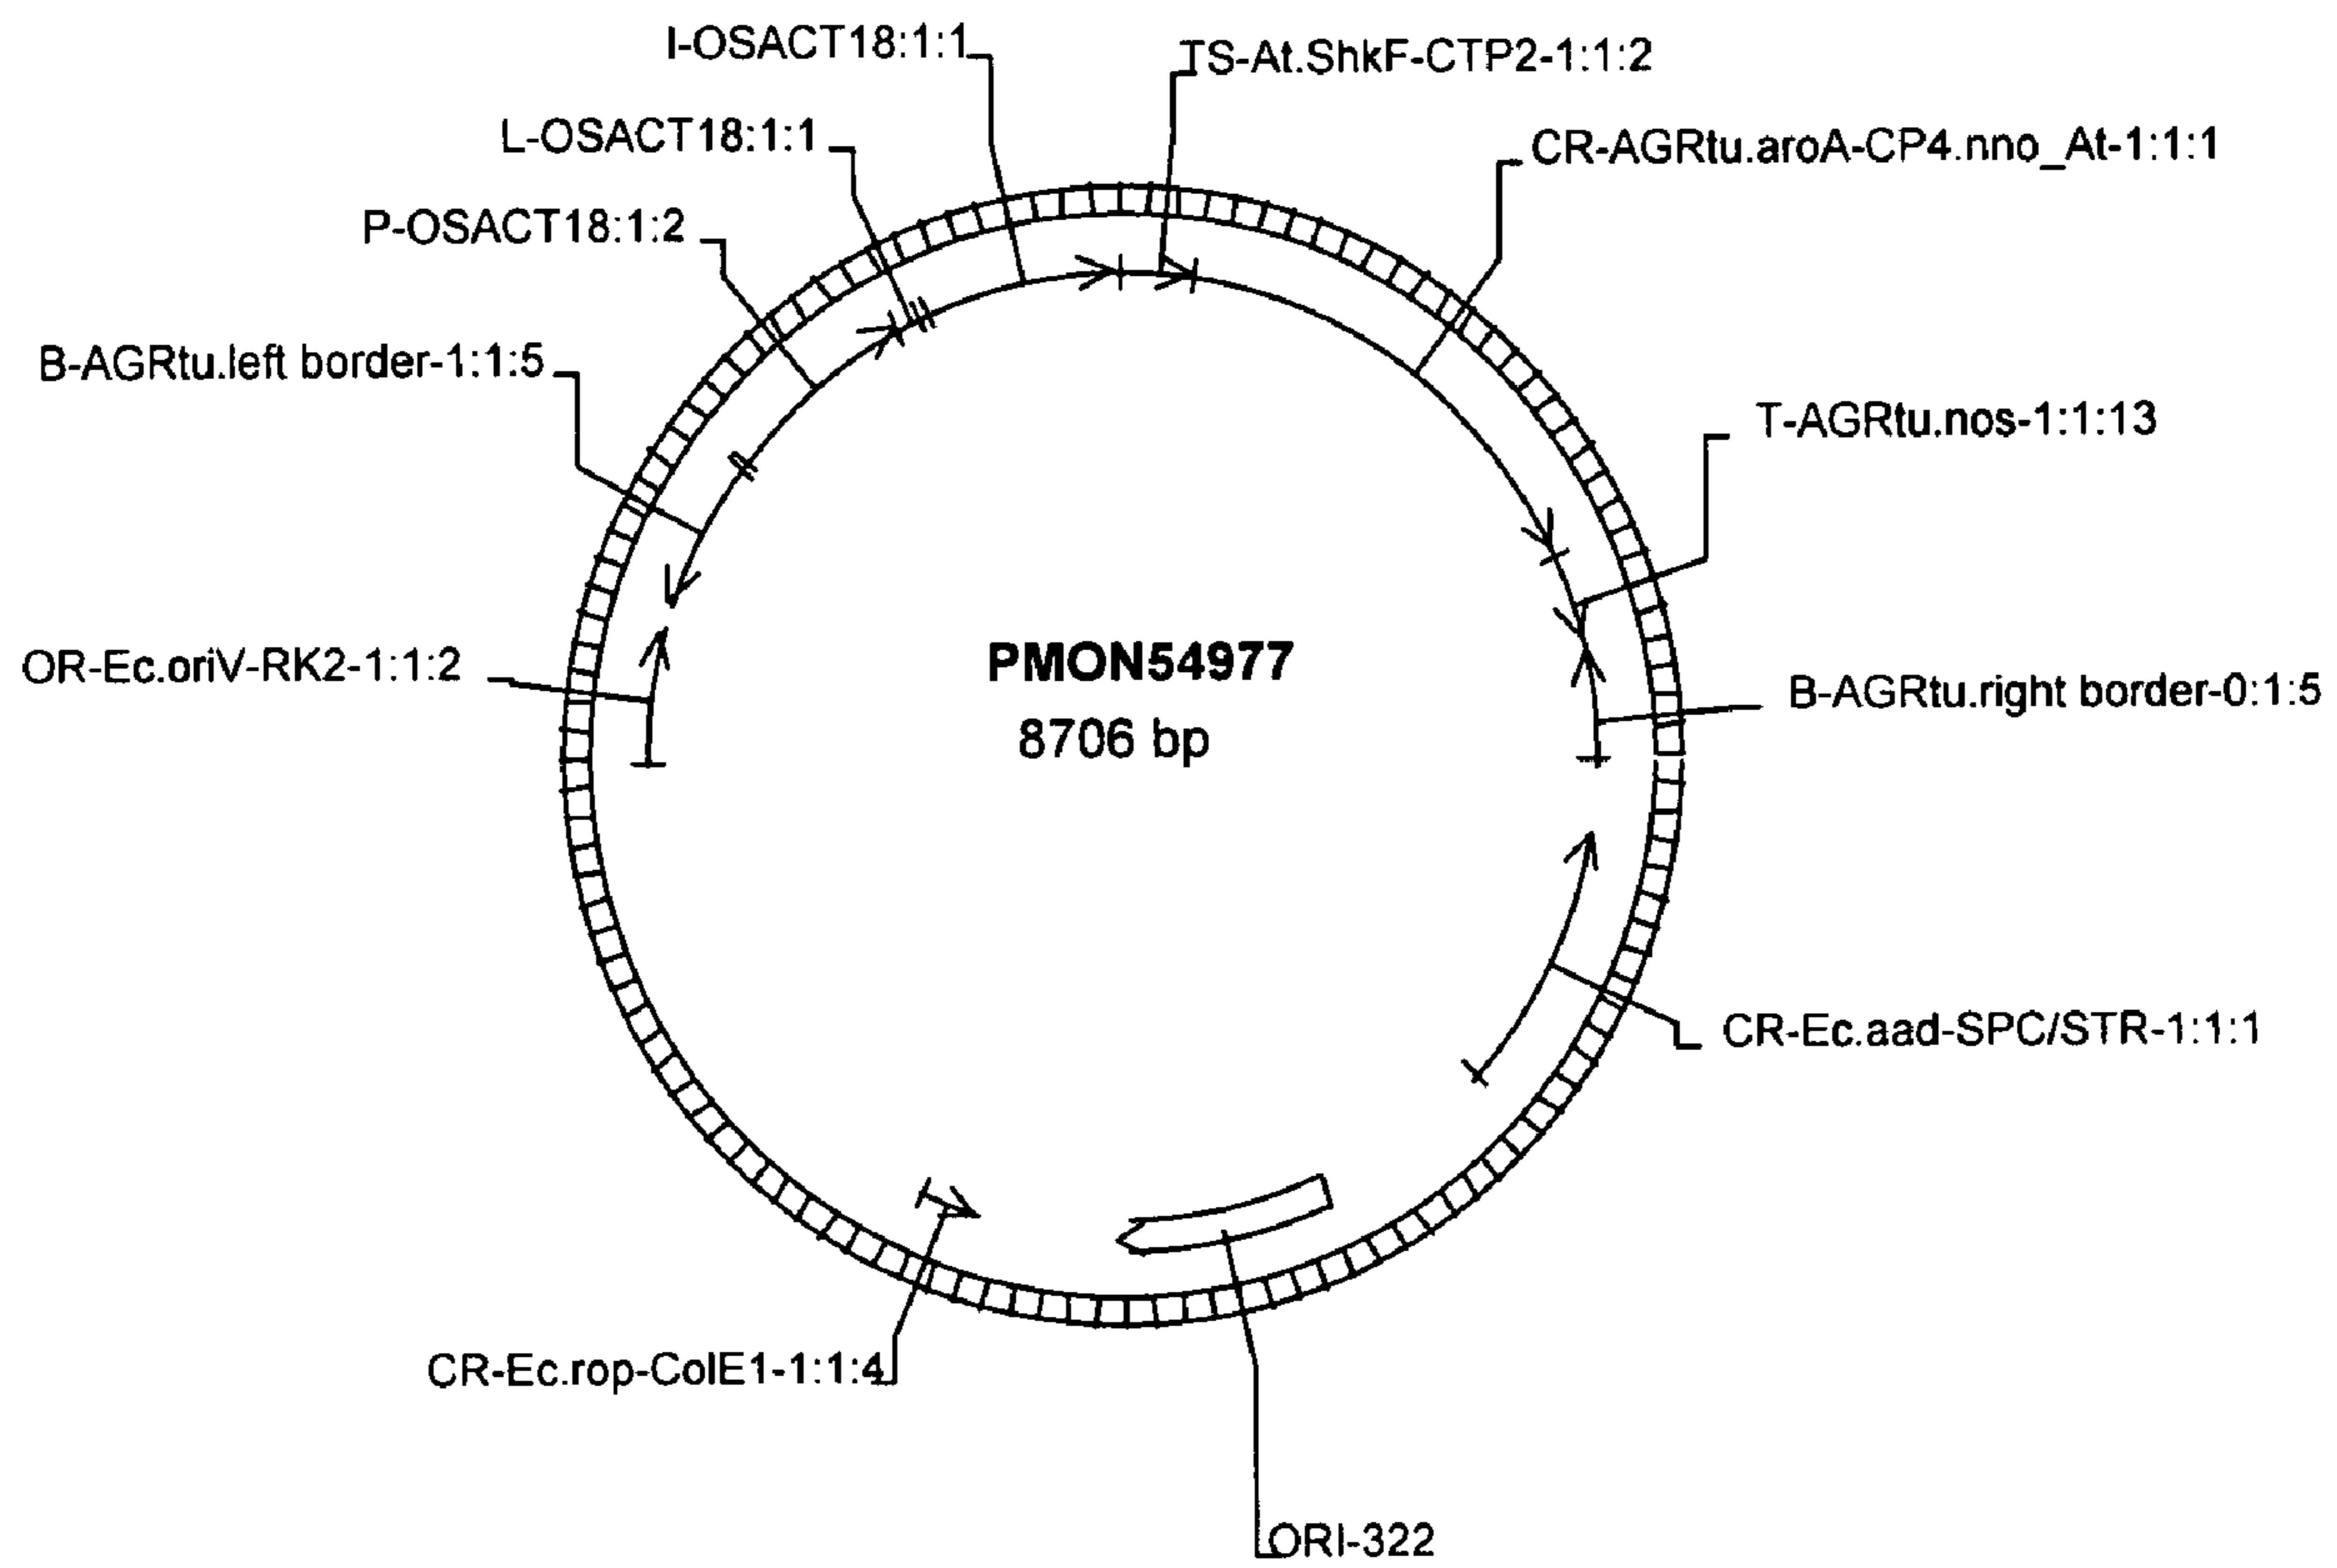 I-OSACT18:1:1
TS-At.ShkF-CTP2-1:1:2
L-OSACT18:1:1
CR-AGRtu.aroA-CP4.nno_At-1:1:1
P-OSACT18:1:2
B-AGRtu.left border-1:1:5
T-AGRtu.nos-1:1:13
OR-Ec.oriV-RK2-1:1:2
PMON54977
B-AGRtu.right border-0:1:5
8706 bp
CR-Ec.aad-SPC/STR-1:1:1
CR-Ec.rop-ColE1-1:1:4
ORI-322